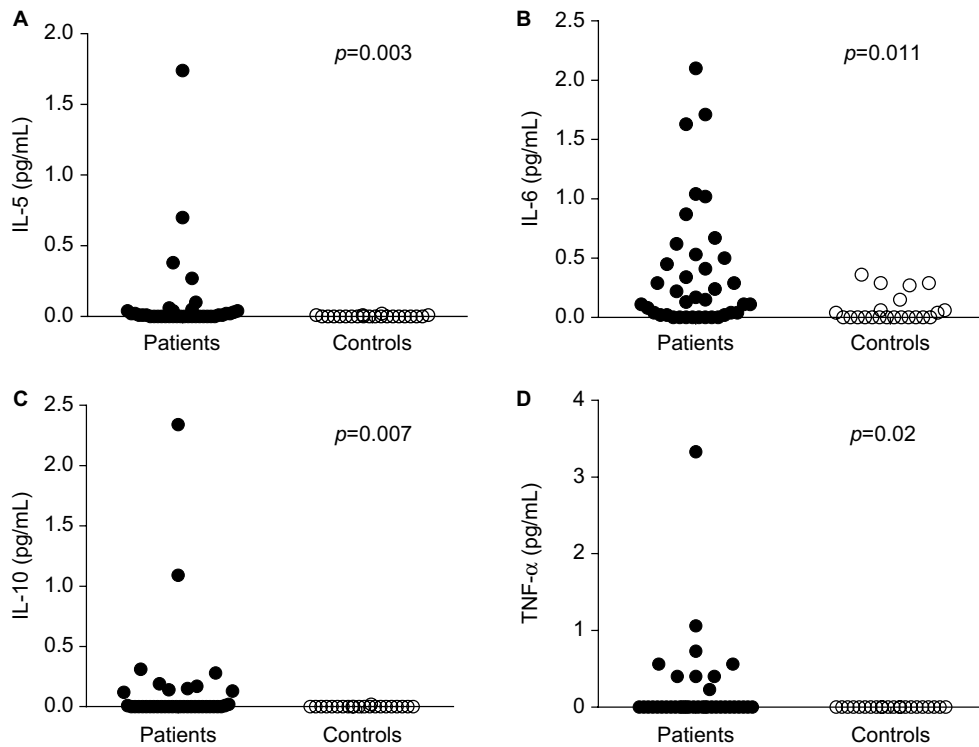 A
IL-5 (pg/mL)
2.0
1.5
1.0
0.5
0.0
p=0.003
Patients
Controls
B
IL-6 (pg/mL)
2.5
2.0
1.5
1.0
0.5
0.0
p=0.011
Patients
Controls
C
IL-10 (pg/mL)
2.5
2.0
1.5
1.0
0.5
0.0
p=0.007
Patients
Controls
D
TNF-α (pg/mL)
4
3
2
1
0
p=0.02
Patients
Controls